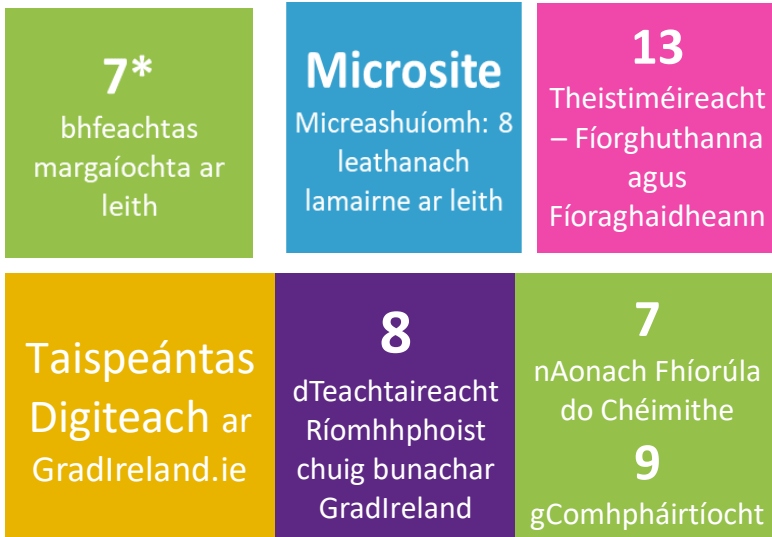 7*
bhfeachtas
margaíochta ar
leith
Microsite
Micreashuíomh: 8
leathanach
lamairne ar leith
13
Theistiméireacht
– Fíorghuthanna
agus
Fíoraghaidheann
Taispeántas
Digiteach ar
GradIreland.ie
8
dTeachtaireacht
Ríomhhphoist
chuig bunachar
GradIreland
7
nAonach Fhíorúla
do Chéimithe
9
gComhpháirtíocht